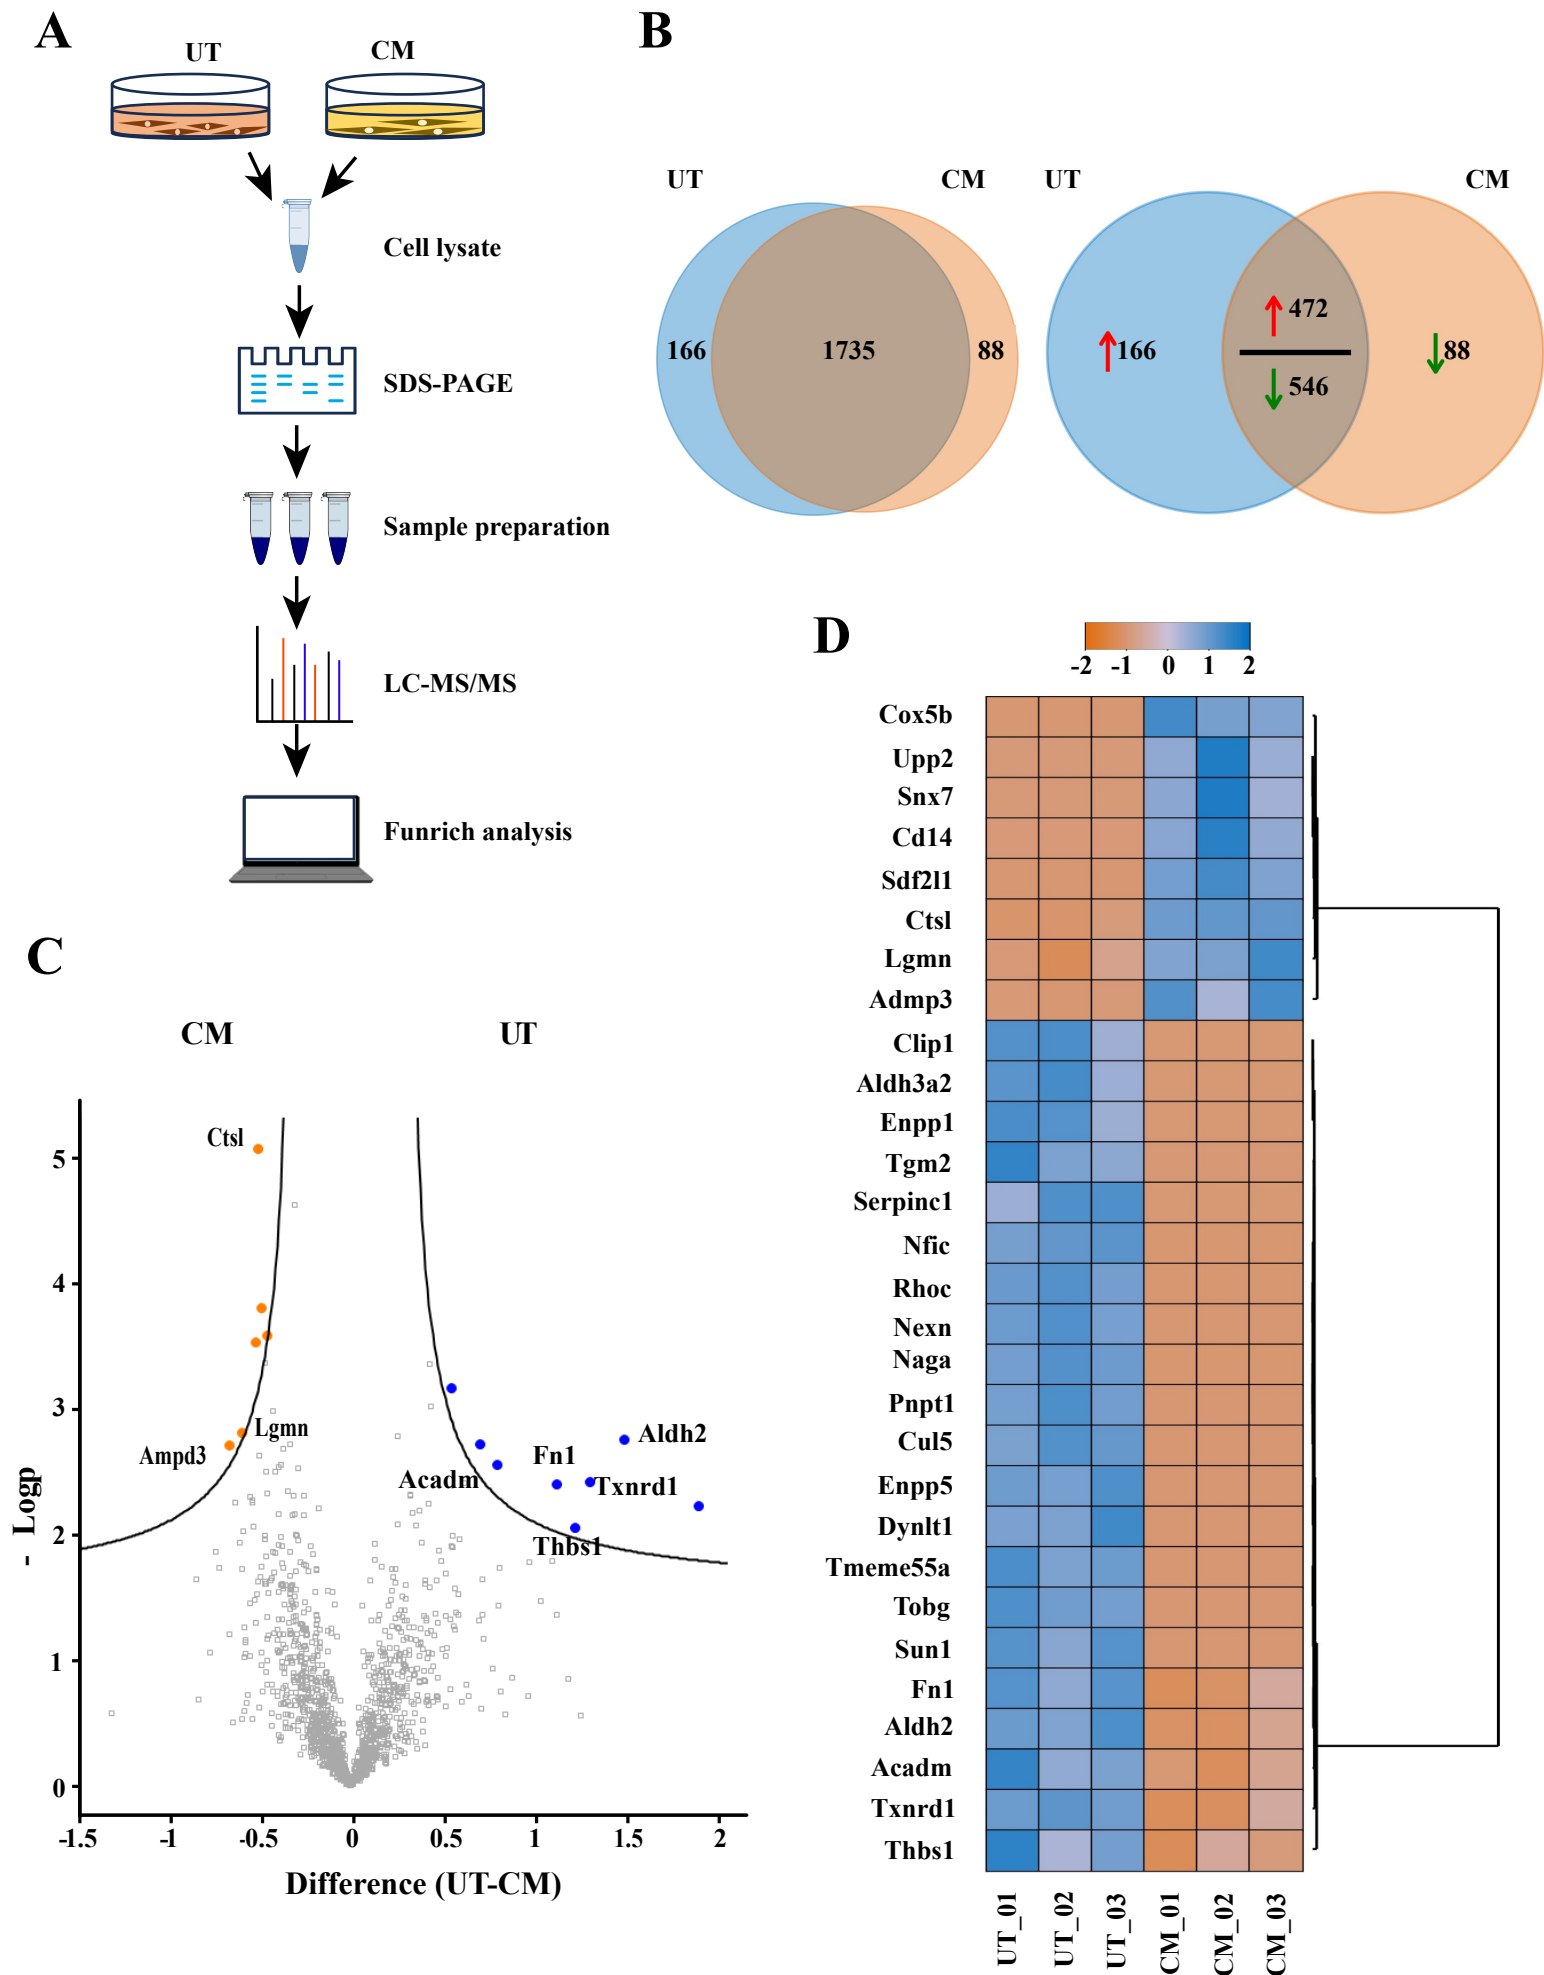 A
UT
CM
Cell lysate
SDS-PAGE
Sample preparation
LC-MS/MS
Funrich analysis
B
UT
CM
166
1735
88
UT
CM
166
472
546
88
C
CM
UT
5
4
3
2
1
0
- Logp
Ctsl
Lgmn
Ampd3
Aldh2
Fn1
Txnrd1
Acadm
Thbs1
-1.5
-1
-0.5
0
0.5
1
1.5
2
Difference (UT-CM)
D
-2
-1
0
1
2
Cox5b
Upp2
Snx7
Cd14
Sdf2l1
Ctsl
Lgmn
Admp3
Clip1
Aldh3a2
Enpp1
Tgm2
Serpinc1
Nfic
Rhoc
Nexn
Naga
Pnpt1
Cul5
Enpp5
Dynlt1
Tmeme55a
Tobg
Sun1
Fn1
Aldh2
Acadm
Txnrd1
Thbs1
UT_01
UT_02
UT_03
CM_01
CM_02
CM_03